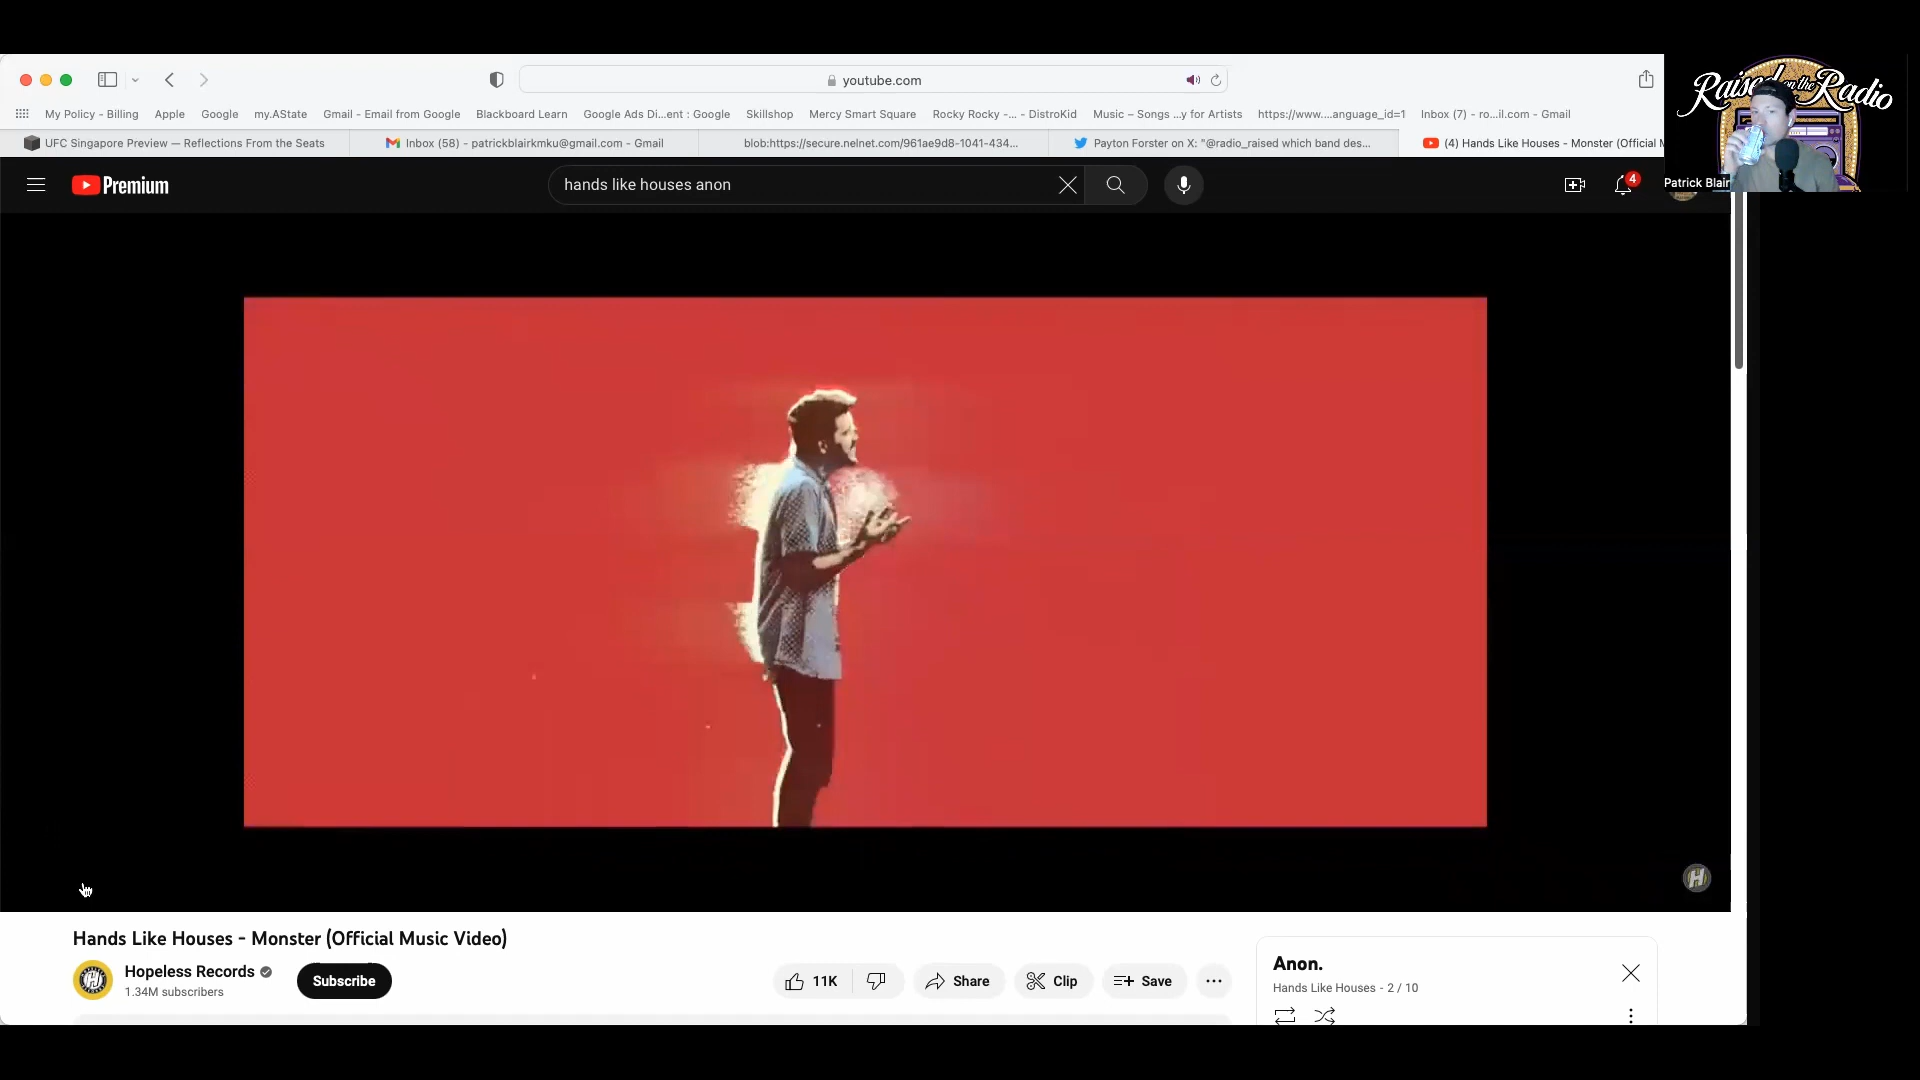 Raised on the Radio
youtube.com
My Policy - Billing Apple Google my.AState Gmail - Email from Google Blackboard Learn Google Ads Di...ent : Google Skillshop Mercy Smart Square Rocky Rocky -... - DistroKid Music – Songs ...y for Artists https://www....anguage_id=1 Inbox (7) - ro...il.com - Gmail
UFC Singapore Preview — Reflections From the Seats Inbox (58) - patrickblairkmku@gmail.com - Gmail blob:https://secure.nelnet.com/961ae9d8-1041-434... Payton Forster on X: "@radio_raised which band des... (4) Hands Like Houses - Monster (Official M
Premium hands like houses anon 4 Patrick Blair
H
Hands Like Houses - Monster (Official Music Video)
Hopeless Records
1.34M subscribers
Subscribe 11K Share Clip Save
Anon.
Hands Like Houses - 2 / 10